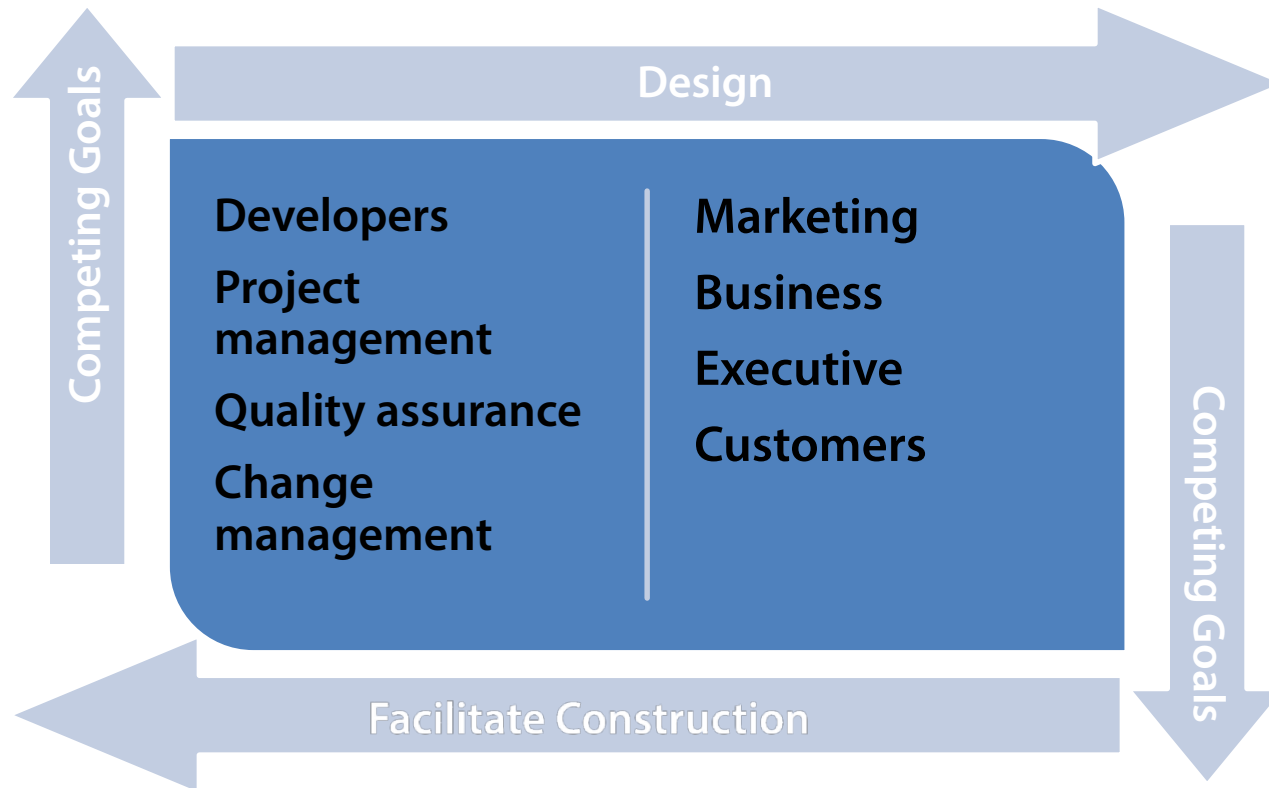 Design
Competing Goals
Developers
Project
management
Quality assurance
Change
management
Marketing
Business
Executive
Customers
Competing Goals
Facilitate Construction